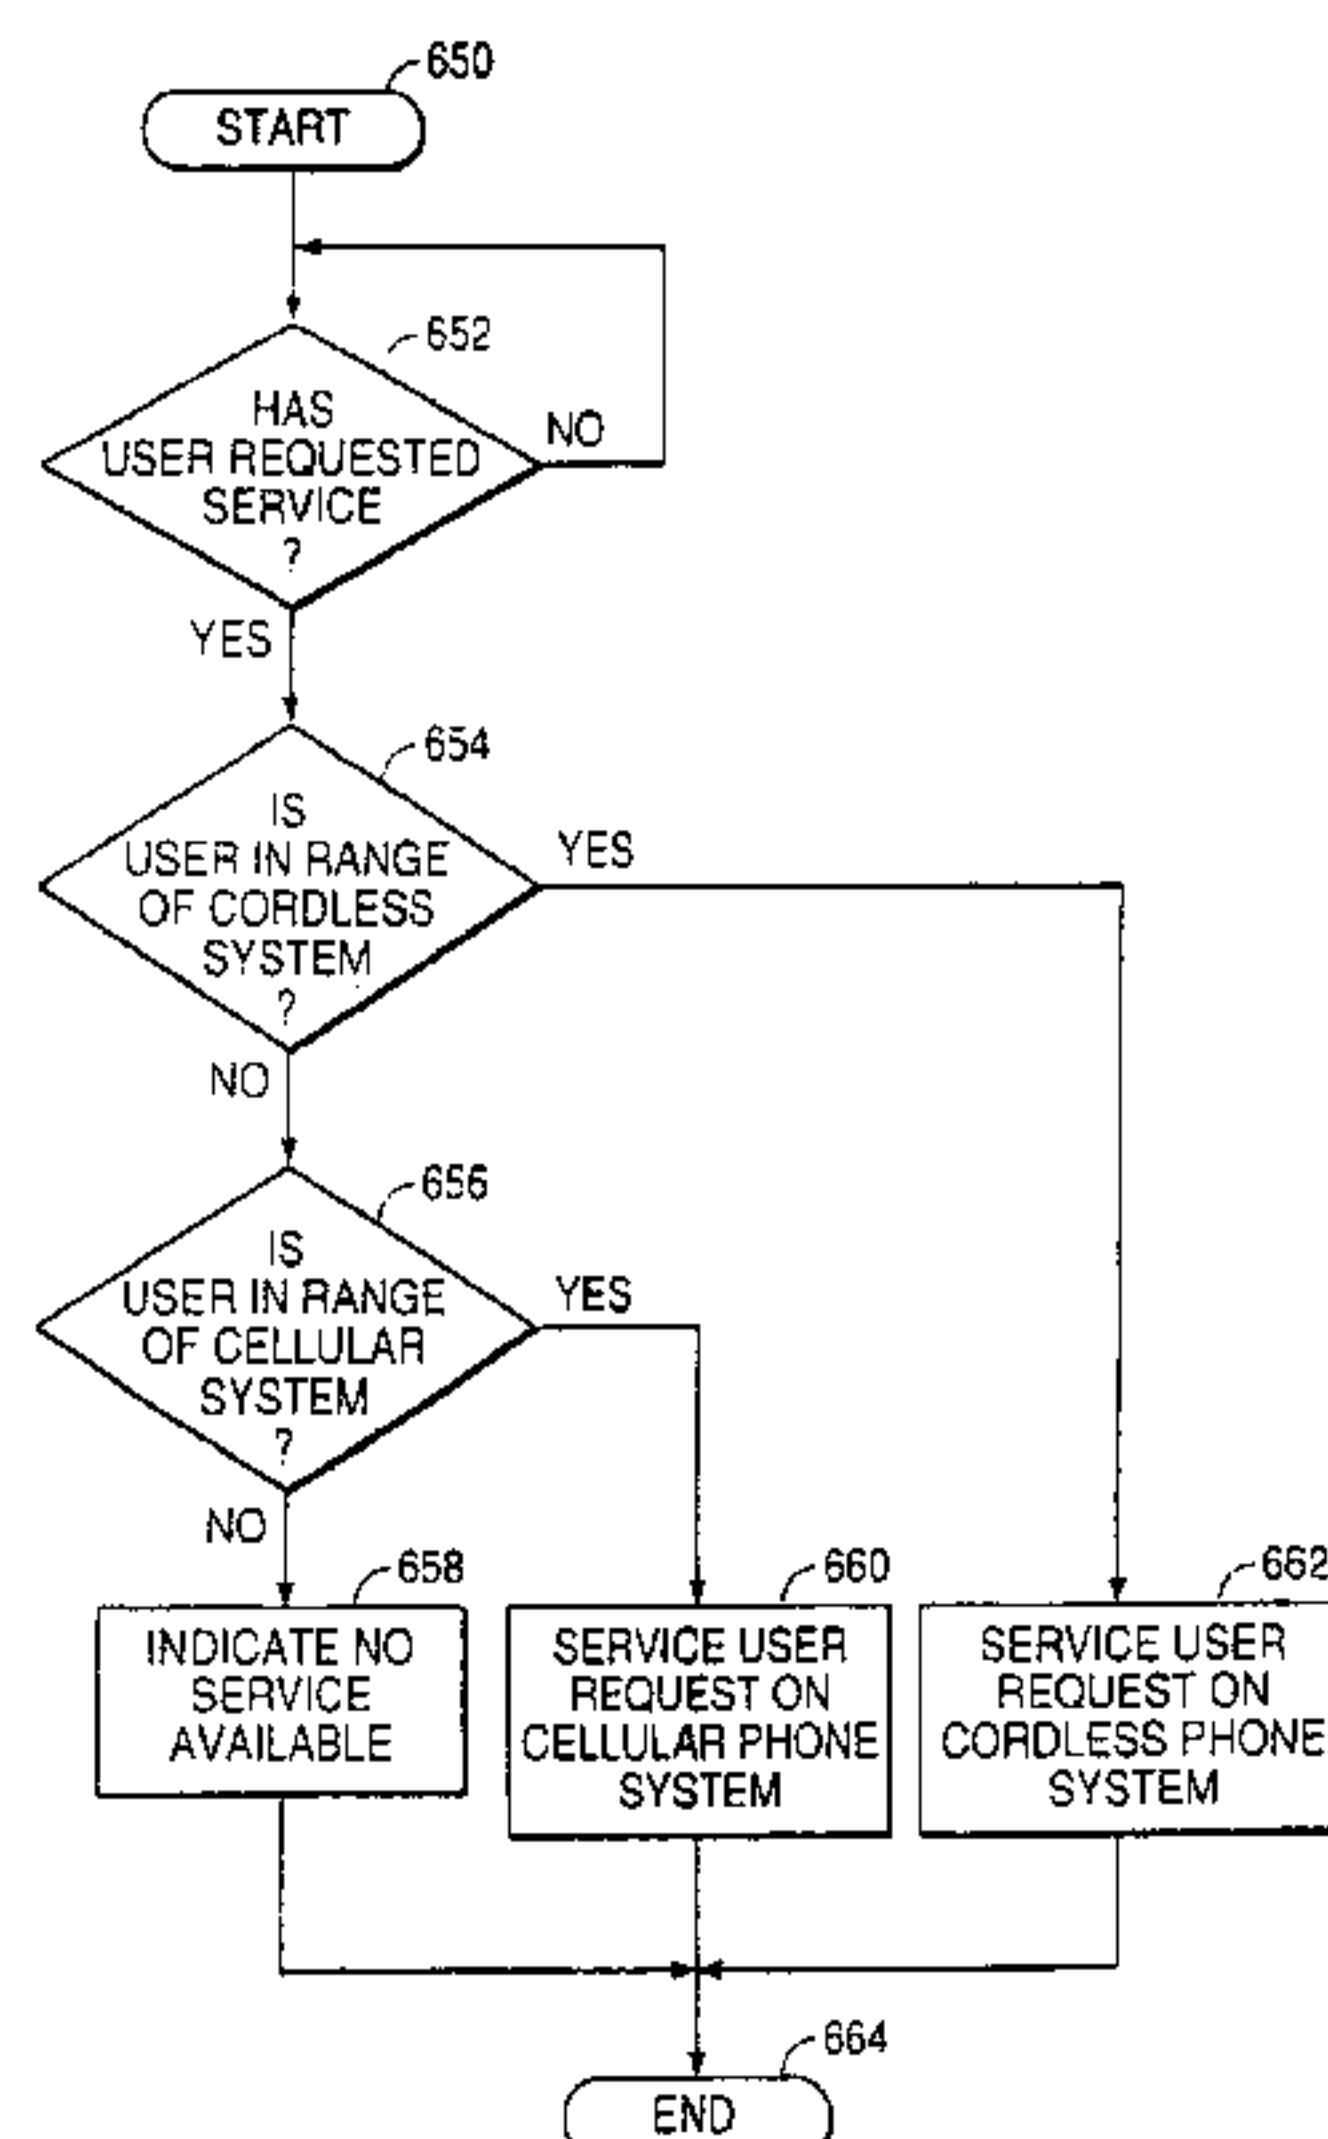 650
START
652
HAS
USER REQUESTED
SERVICE
?
NO
YES
654
IS
USER IN RANGE
OF CORDLESS
SYSTEM
?
YES
NO
656
IS
USER IN RANGE
OF CELLULAR
SYSTEM
?
YES
NO
658
INDICATE NO
SERVICE
AVAILABLE
660
SERVICE USER
REQUEST ON
CELLULAR PHONE
SYSTEM
662
SERVICE USER
REQUEST ON
CORDLESS PHONE
SYSTEM
664
END